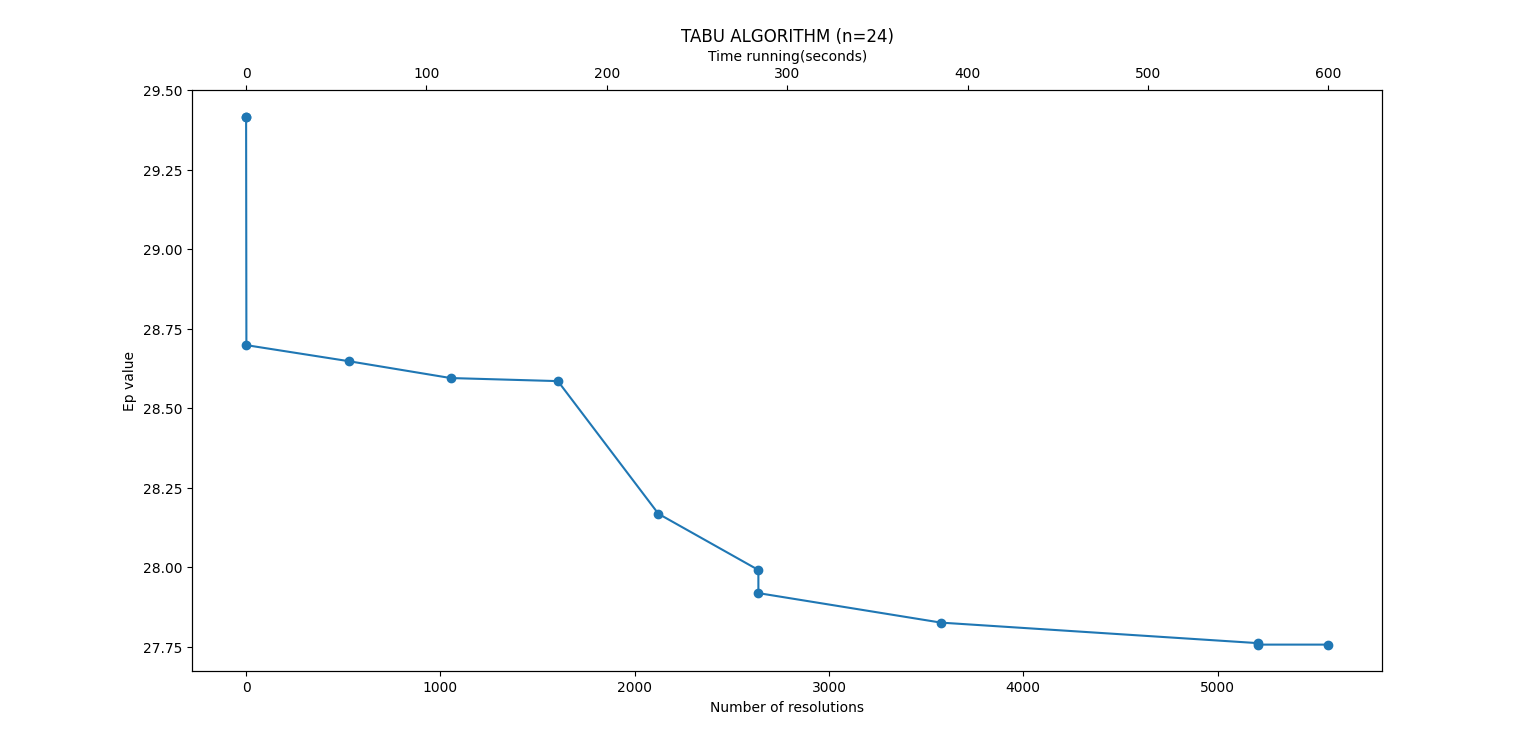 TABU ALGORITHM (n=24)
Time running(seconds)
0 100 200 300 400 500 600
29.50
29.25
29.00
28.75
28.50
28.25
28.00
27.75
Ep value
0 1000 2000 3000 4000 5000
Number of resolutions